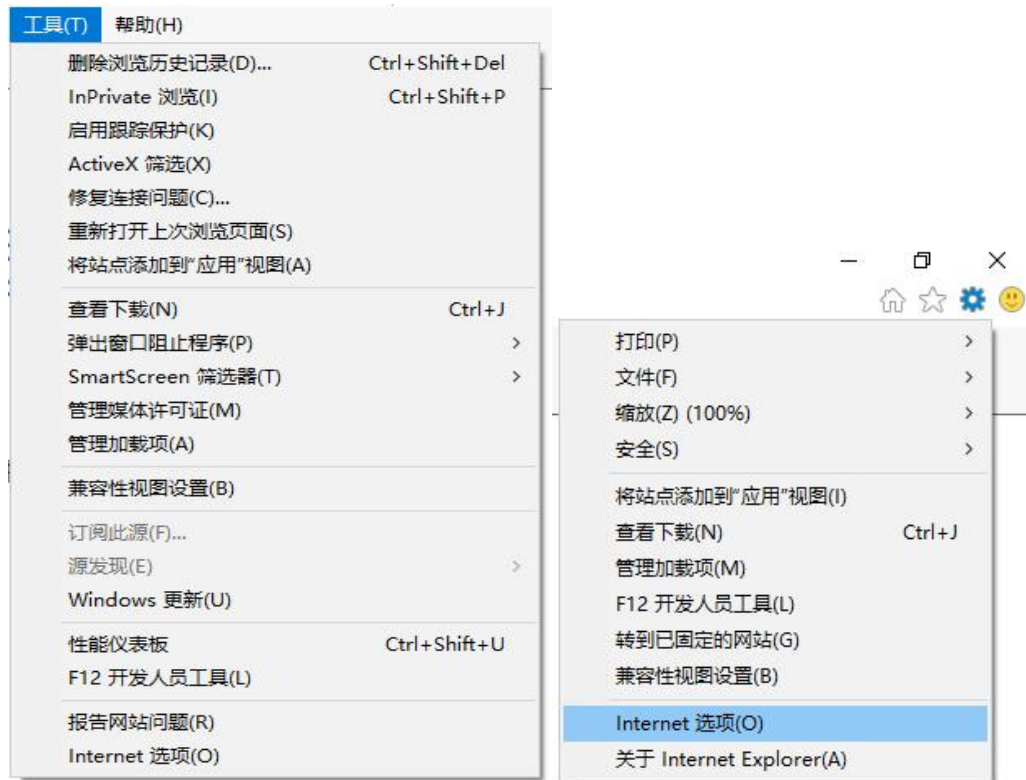 工具(T) 帮助(H)
删除浏览历史记录(D)... Ctrl+Shift+Del
InPrivate 浏览(I) Ctrl+Shift+P
启用跟踪保护(K)
ActiveX 筛选(X)
修复连接问题(C)...
重新打开上次浏览页面(S)
将站点添加到“应用”视图(A)
查看下载(N) Ctrl+J
弹出窗口阻止程序(P)
SmartScreen 筛选器(T)
管理媒体许可证(M)
管理加载项(A)
兼容性视图设置(B)
订阅此源(F)...
源发现(E)
Windows 更新(U)
性能仪表板 Ctrl+Shift+U
F12 开发人员工具(L)
报告网站问题(R)
Internet 选项(O)
打印(P)
文件(F)
缩放(Z) (100%)
安全(S)
将站点添加到“应用”视图(I)
查看下载(N) Ctrl+J
管理加载项(M)
F12 开发人员工具(L)
转到已固定的网站(G)
兼容性视图设置(B)
Internet 选项(O)
关于 Internet Explorer(A)